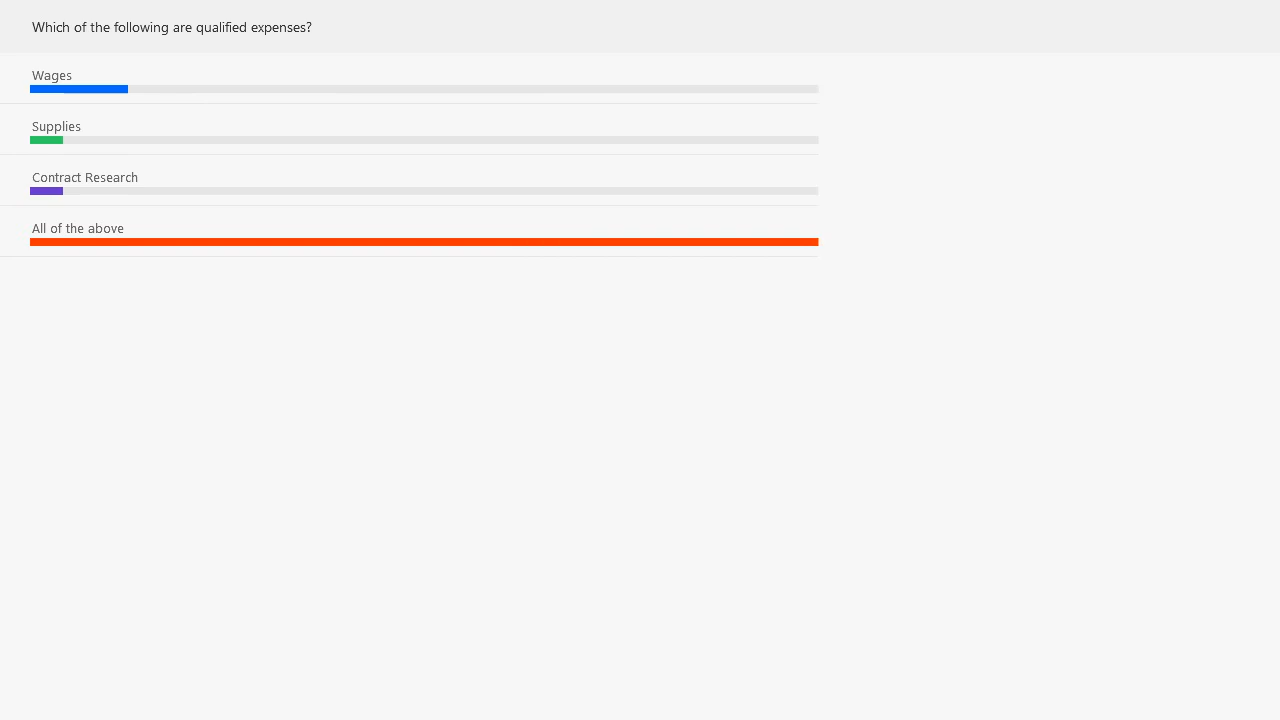 Which of the following are qualified expenses?
Wages
Supplies
Contract Research
All of the above